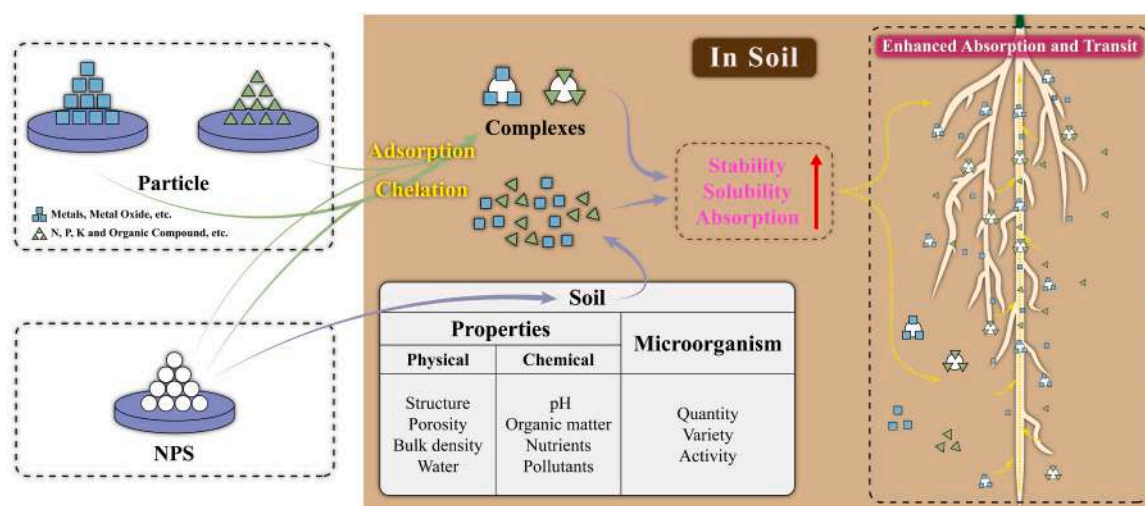 Particle
Metals, Metal Oxide, etc.
N, P, K and Organic Compound, etc.
NPS
Adsorption
Chelation
In Soil
Complexes
Stability
Solubility
Absorption
Soil
Properties
Microorganism
Physical
Chemical
Structure
Porosity
Bulk density
Water
pH
Organic matter
Nutrients
Pollutants
Quantity
Variety
Activity
Enhanced Absorption and Transit